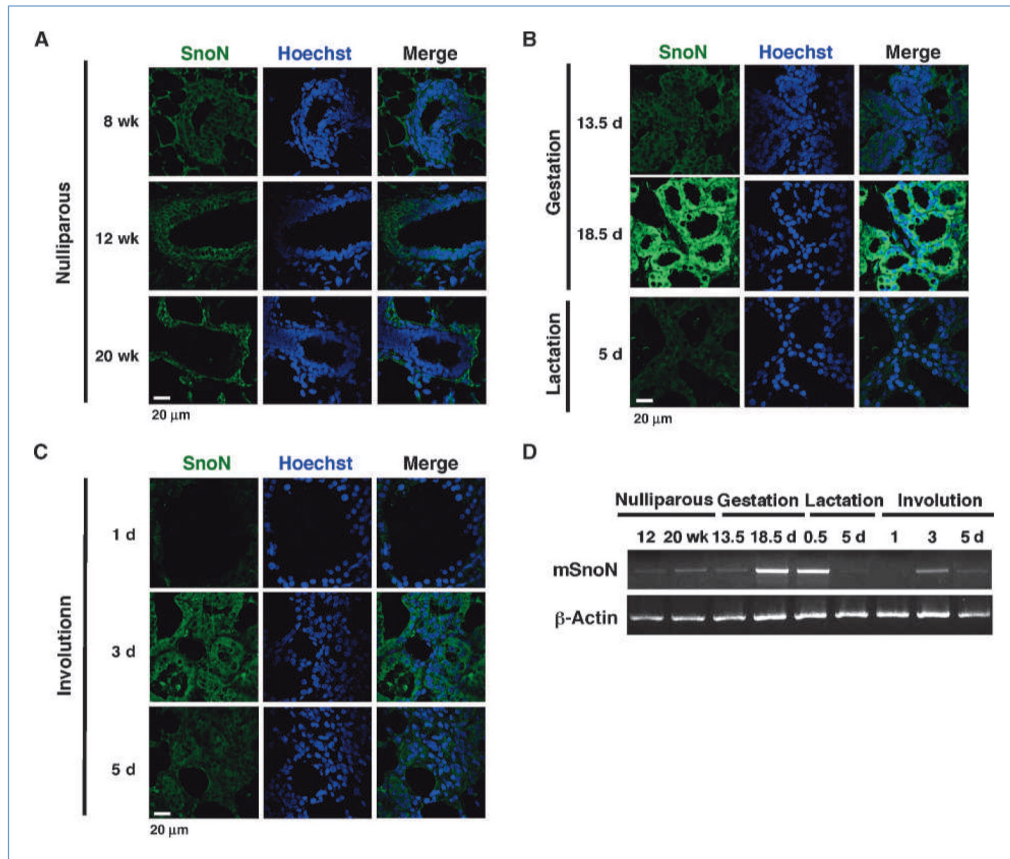 A
SnoN Hoechst Merge
Nulliparous
8 wk
12 wk
20 wk
20 μm
B
SnoN Hoechst Merge
Gestation
13.5 d
18.5 d
Lactation
5 d
20 μm
C
SnoN Hoechst Merge
Involutionn
1 d
3 d
5 d
20 μm
D
Nulliparous Gestation Lactation Involution
12 20 wk 13.5 18.5 d 0.5 5 d 1 3 5 d
mSnoN
β-Actin